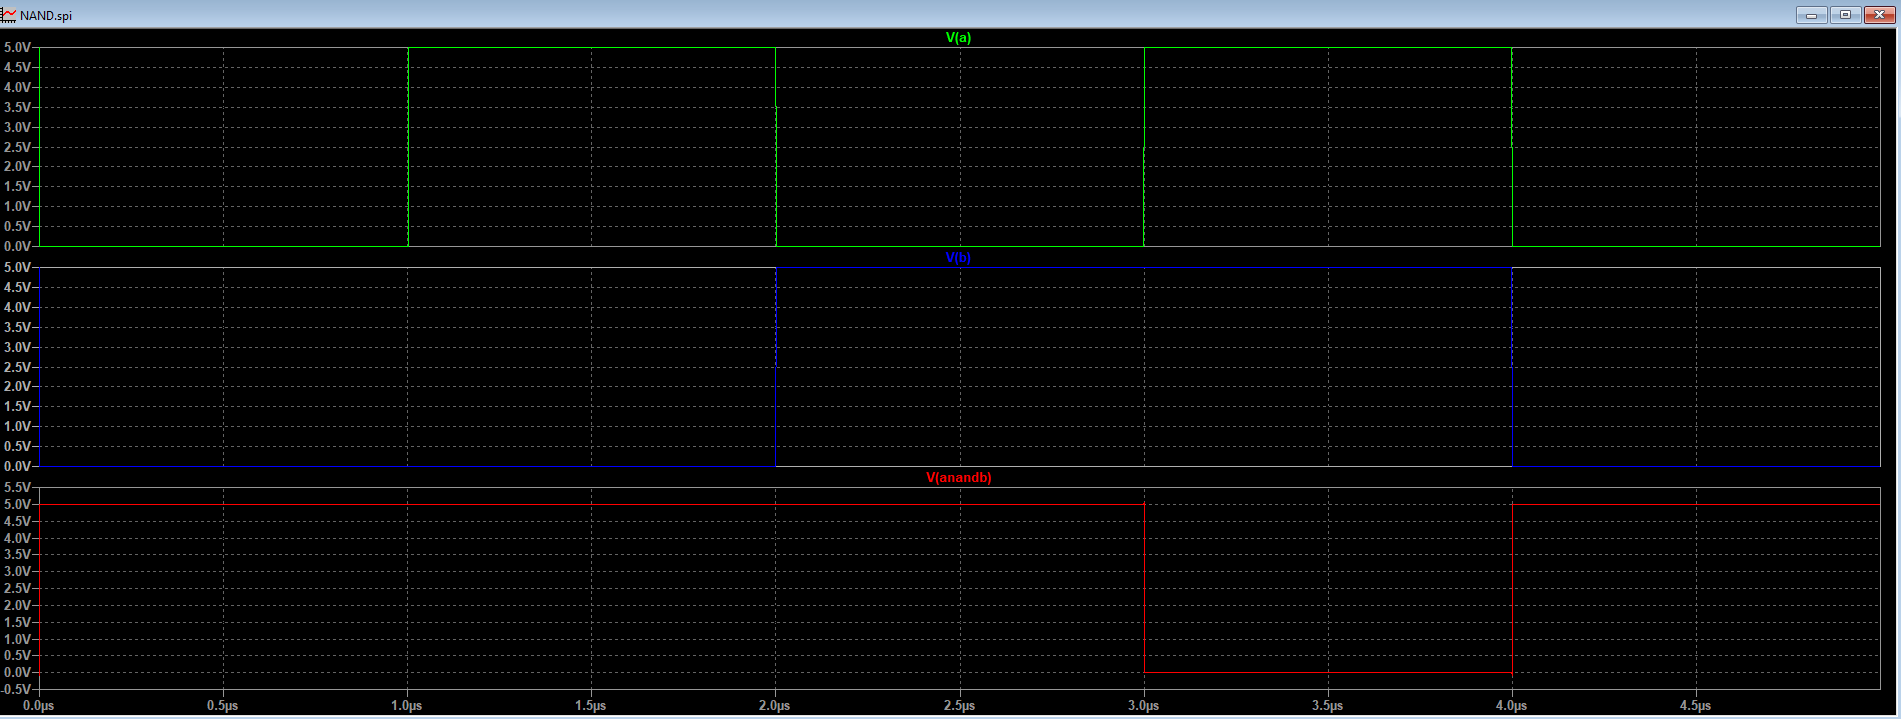 NAND.spi
V(a)
5.0V
4.5V
4.0V
3.5V
3.0V
2.5V
2.0V
1.5V
1.0V
0.5V
0.0V
V(b)
5.0V
4.5V
4.0V
3.5V
3.0V
2.5V
2.0V
1.5V
1.0V
0.5V
0.0V
V(anandb)
5.5V
5.0V
4.5V
4.0V
3.5V
3.0V
2.5V
2.0V
1.5V
1.0V
0.5V
0.0V
-0.5V
0.0µs 0.5µs 1.0µs 1.5µs 2.0µs 2.5µs 3.0µs 3.5µs 4.0µs 4.5µs